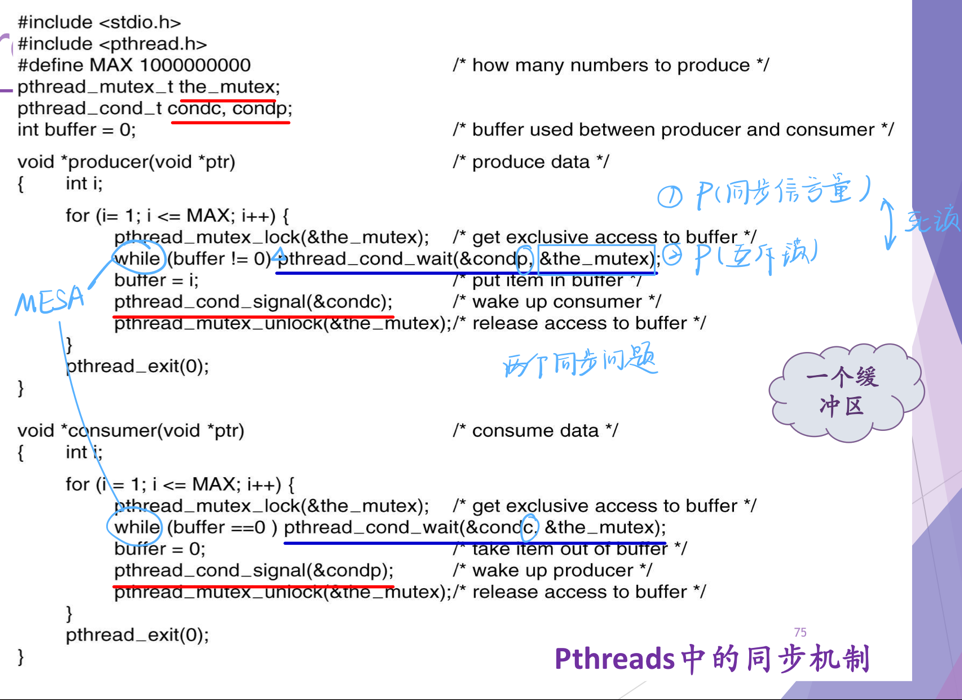 #include <stdio.h>
#include <pthread.h>
#define MAX 1000000000 /* how many numbers to produce */
pthread_mutex_t the_mutex;
pthread_cond_t condc, condp;
int buffer = 0; /* buffer used between producer and consumer */
void *producer(void *ptr) /* produce data */
{ int i;
① P(同步信号量)
for (i= 1; i <= MAX; i++) {
死锁
pthread_mutex_lock(&the_mutex); /* get exclusive access to buffer */
while (buffer != 0) pthread_cond_wait(&condp, &the_mutex); ② P(互斥锁)
buffer = i; /* put item in buffer */
MESA
pthread_cond_signal(&condc); /* wake up consumer */
pthread_mutex_unlock(&the_mutex);/* release access to buffer */
}
两个同步问题
pthread_exit(0);
}
一个缓
冲区
void *consumer(void *ptr) /* consume data */
{ int i;
for (i = 1; i <= MAX; i++) {
pthread_mutex_lock(&the_mutex); /* get exclusive access to buffer */
while (buffer ==0 ) pthread_cond_wait(&condc, &the_mutex);
buffer = 0; /* take item out of buffer */
pthread_cond_signal(&condp); /* wake up producer */
pthread_mutex_unlock(&the_mutex);/* release access to buffer */
}
pthread_exit(0);
}
75
Pthreads中的同步机制